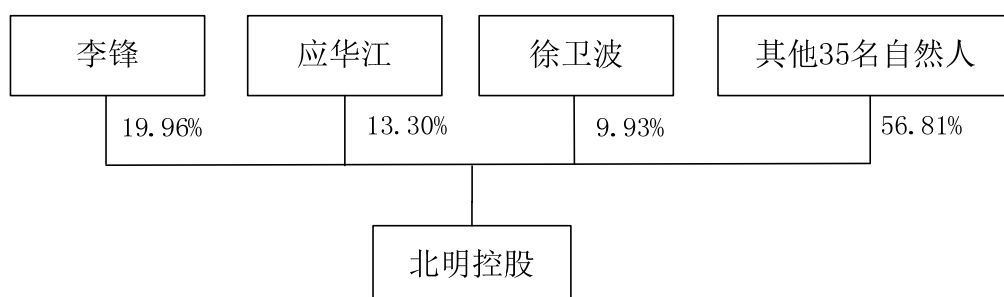 李锋
应华江
徐卫波
其他35名自然人
19.96%
13.30%
9.93%
56.81%
北明控股